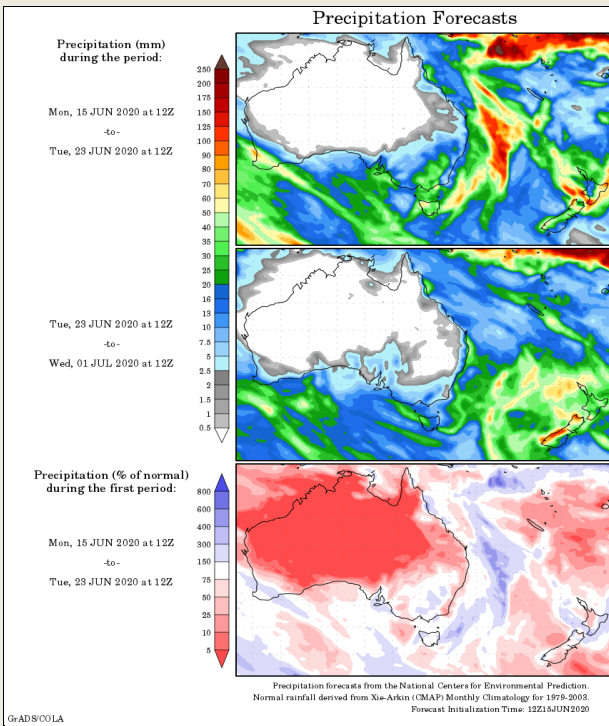 Precipitation Forecasts
Precipitation (mm)
during the period:
Mon, 15 JUN 2020 at 12Z
-to-
Tue, 23 JUN 2020 at 12Z
250
200
175
150
125
100
90
80
70
60
50
40
35
30
25
20
16
13
10
7.5
5
2.5
2
1.5
1
0.5
Tue, 23 JUN 2020 at 12Z
-to-
Wed, 01 JUL 2020 at 12Z
Precipitation (% of normal)
during the first period:
Mon, 15 JUN 2020 at 12Z
-to-
Tue, 23 JUN 2020 at 12Z
800
600
400
300
150
75
50
25
10
5
Precipitation forecasts from the National Centers for Environmental Prediction.
Normal rainfall derived from Xie-Arkin (CMAP) Monthly Climatology for 1979-2003.
Forecast Initialization Time: 12Z15JUN2020
GrADS/COLA